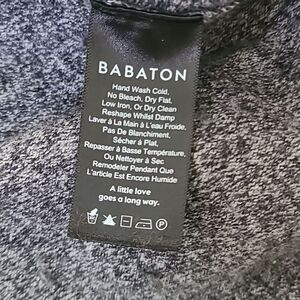 BABATON
Hand Wash Cold,
No Bleach, Dry Flat.
Low Iron, Or Dry Clean
Reshape Whilst Damp
Laver À La Main À L'eau Froide.
Pas De Blanchiment.
Sécher À Plat.
Repasser À Basse Température,
Ou Nettoyer À Sec
Remodeler Pendant Que
L'article Est Encore Humide
A little love
goes a long way.
P